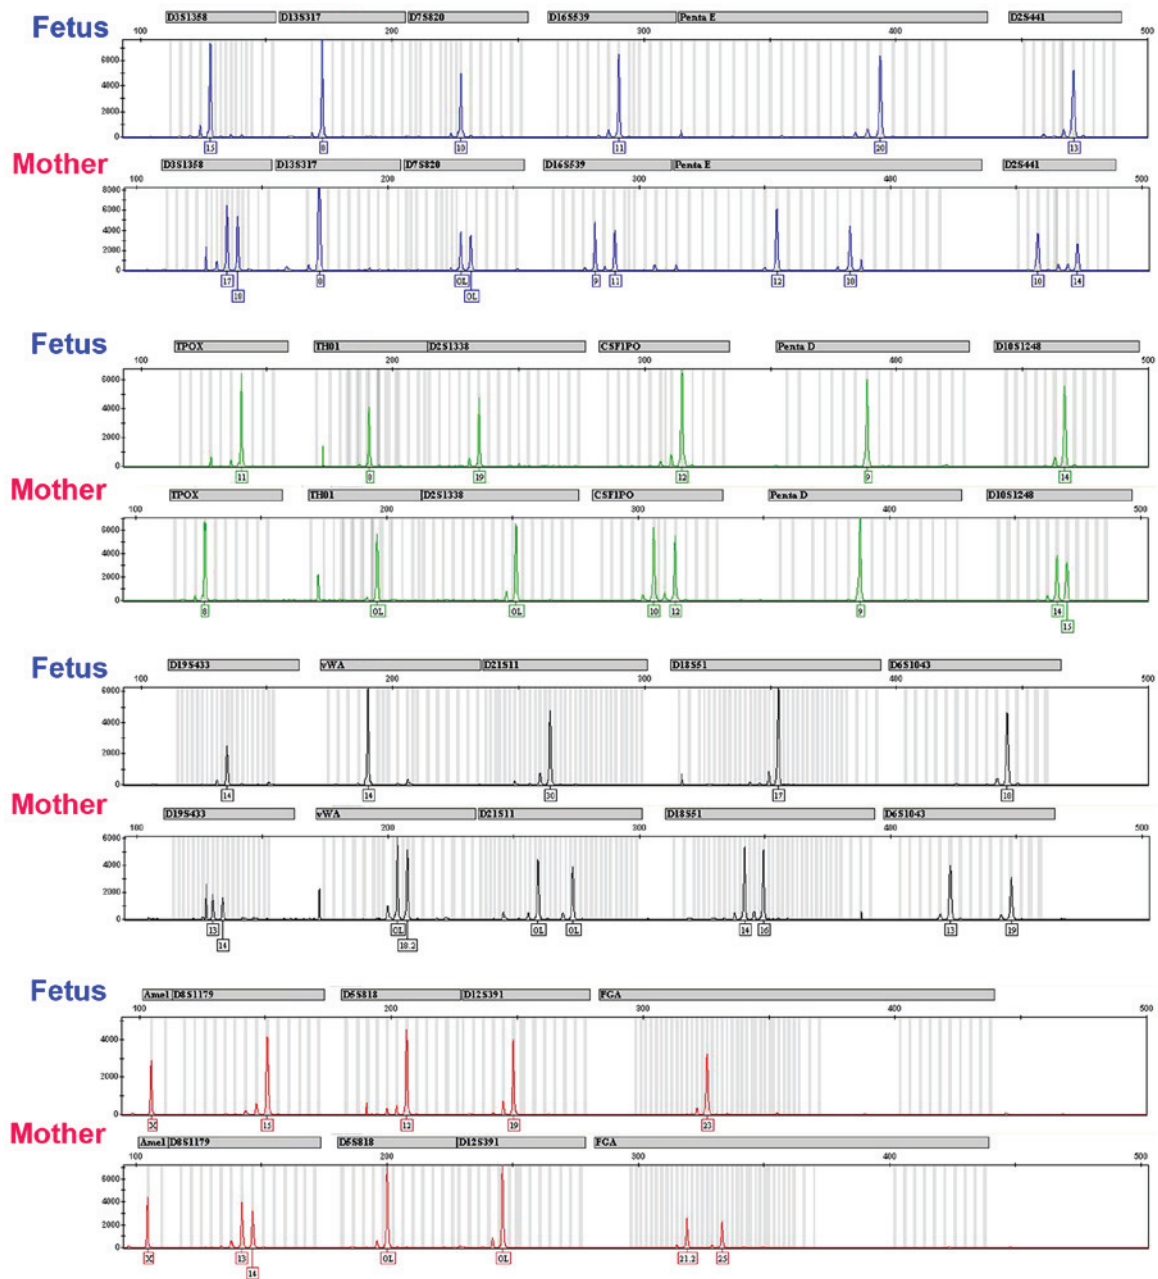 Fetus
D3S1358 D13S317 D7S820 D16S539 Penta E D2S441
100 200 300 400 500
6000
4000
2000
0
15 8 10 11 20 13
Mother
D3S1358 D13S317 D7S820 D16S539 Penta E D2S441
100 200 300 400 500
8000
6000
4000
2000
0
17 8 OL 9 11 12 18 10 14
18 OL
Fetus
TPOX TH01 D2S1338 CSF1PO Penta D D10S1248
100 200 300 400 500
6000
4000
2000
0
11 8 19 12 9 14
Mother
TPOX TH01 D2S1338 CSF1PO Penta D D10S1248
100 200 300 400 500
6000
4000
2000
0
8 OL OL 10 12 9 14
15
Fetus
D19S433 vWA D21S11 D18S51 D6S1043
100 200 300 400 500
6000
4000
2000
0
14 14 30 17 18
Mother
D19S433 vWA D21S11 D18S51 D6S1043
100 200 300 400 500
6000
4000
2000
0
13 OL OL OL 14 16 13 19
14 18.2
Fetus
Amel D8S1179 D5S818 D12S391 FGA
100 200 300 400 500
4000
2000
0
X 15 12 19 23
Mother
Amel D8S1179 D5S818 D12S391 FGA
100 200 300 400 500
6000
4000
2000
0
X 13 OL OL 21.2 25
14